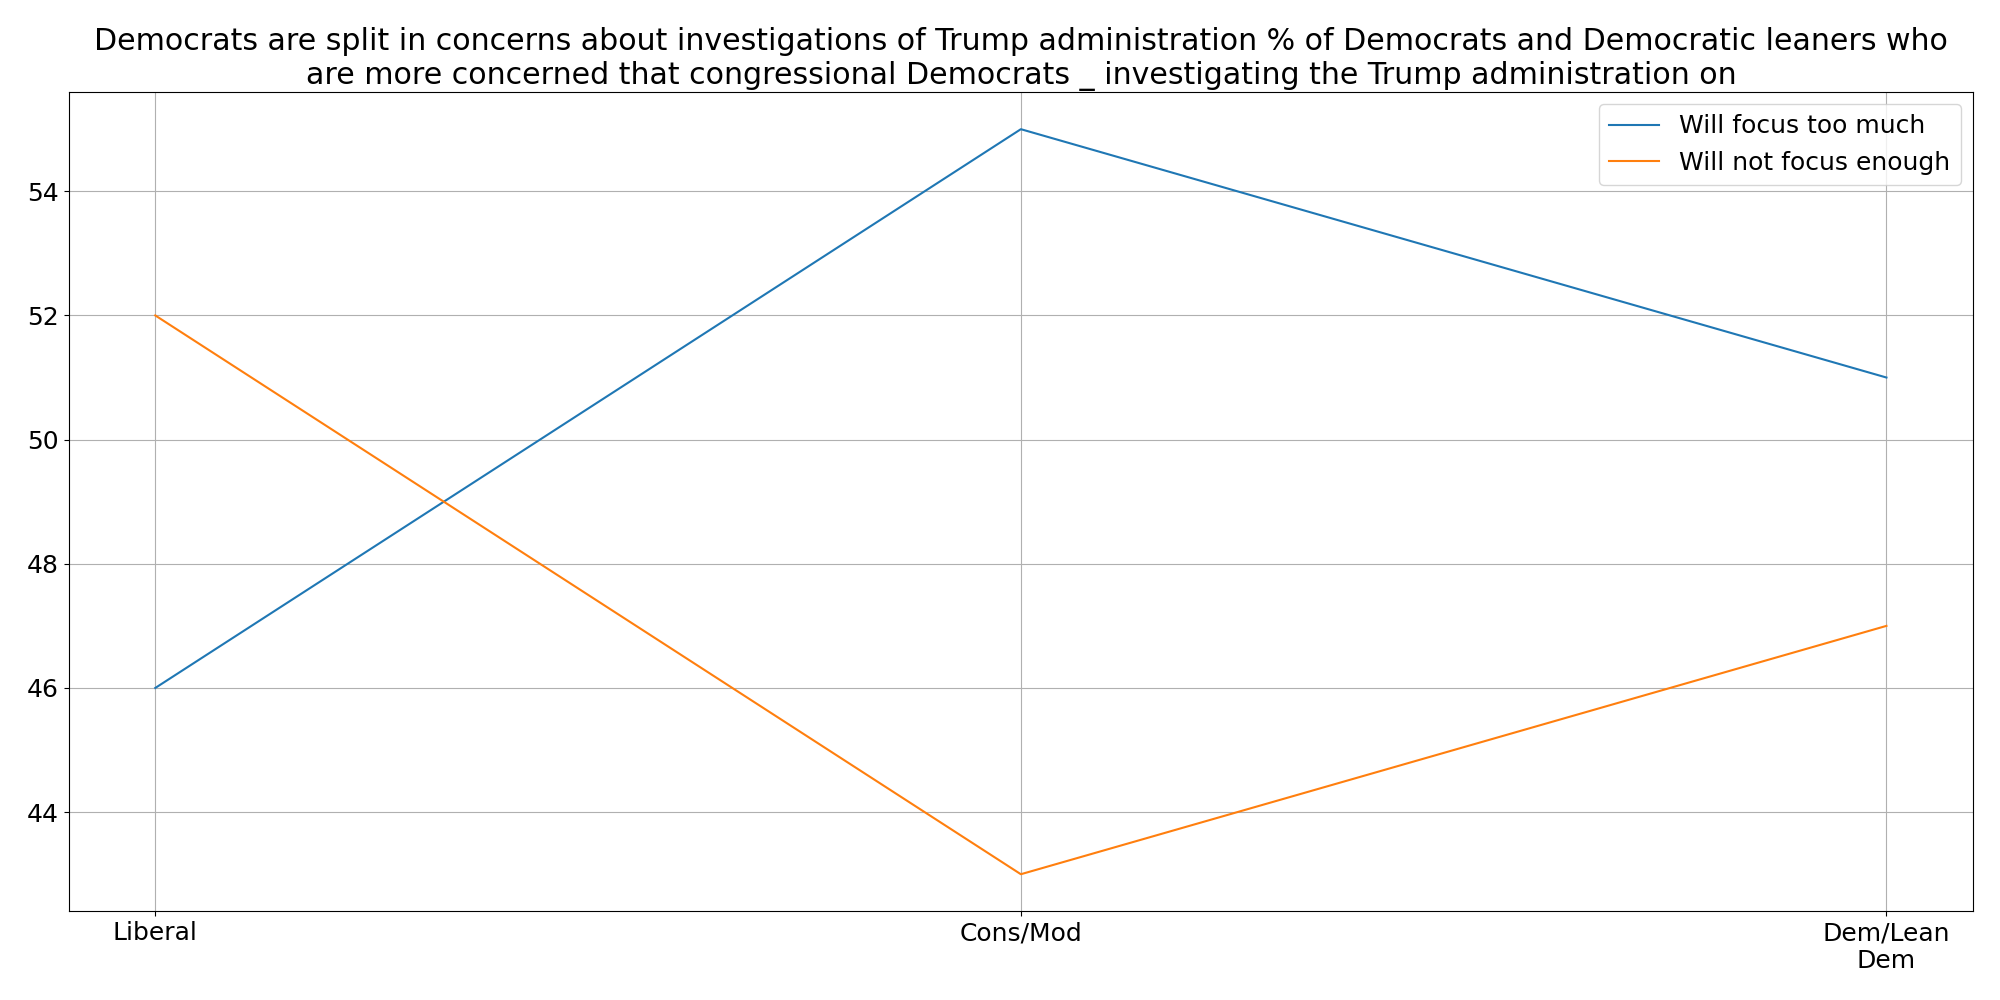 Democrats are split in concerns about investigations of Trump administration % of Democrats and Democratic leaners who
are more concerned that congressional Democrats _ investigating the Trump administration on
Will focus too much
Will not focus enough
54
52
50
48
46
44
Liberal
Cons/Mod
Dem/Lean
Dem